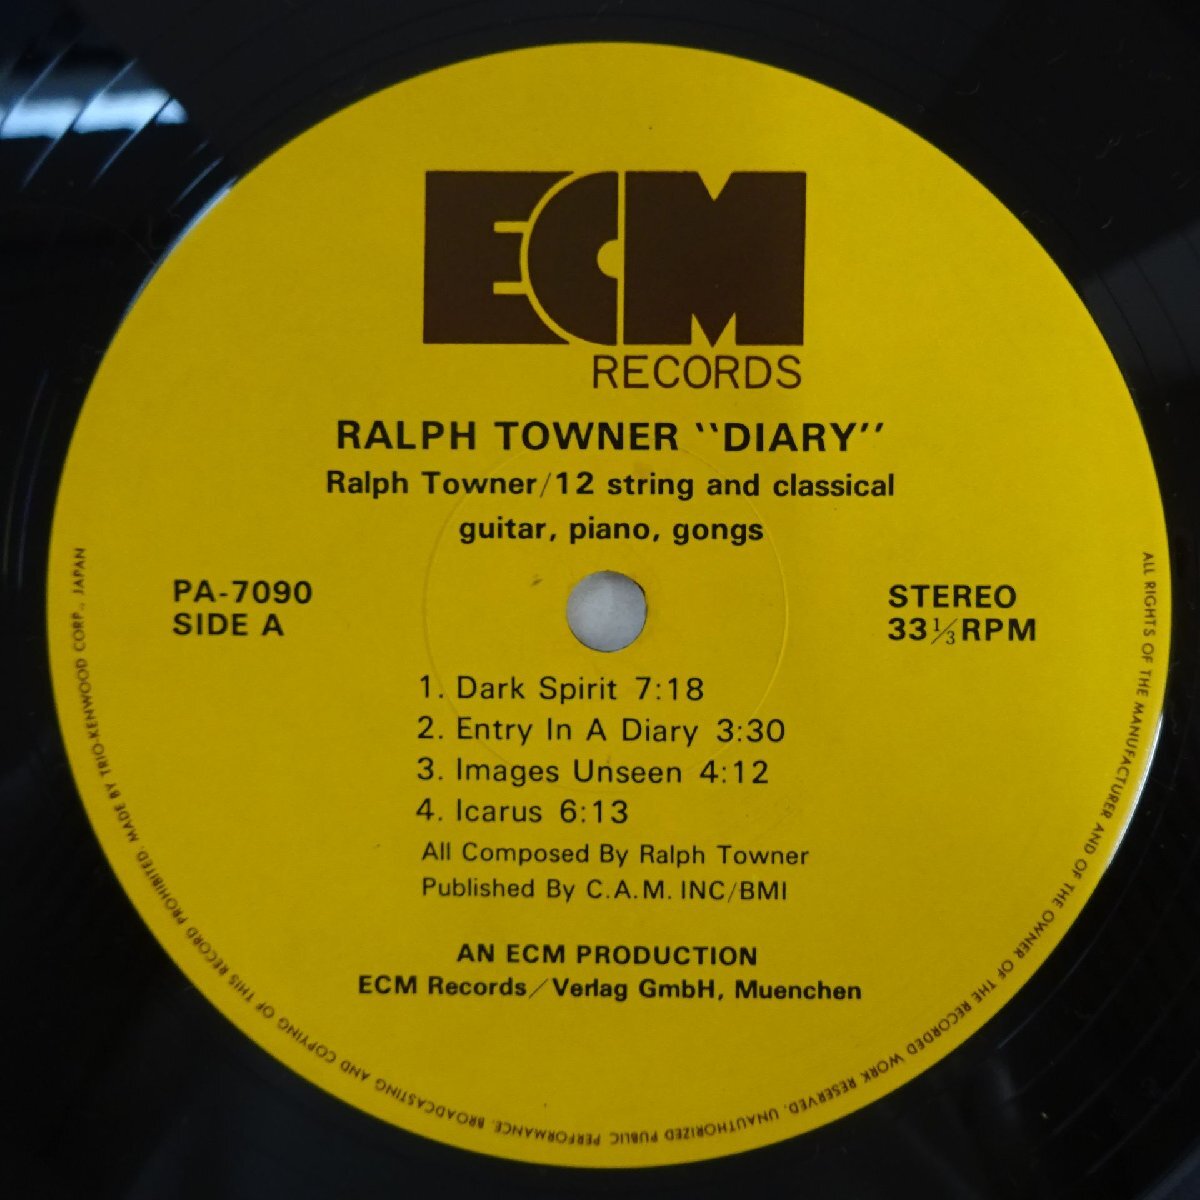 ECM
RECORDS
RALPH TOWNER "DIARY"
Ralph Towner/12 string and classical
guitar, piano, gongs
PA-7090
SIDE A
STEREO
33 1/3 RPM
1. Dark Spirit 7:18
2. Entry In A Diary 3:30
3. Images Unseen 4:12
4. Icarus 6:13
All Composed By Ralph Towner
Published By C.A.M. INC/BMI
AN ECM PRODUCTION
ECM Records/Verlag GmbH, Muenchen
ALL RIGHTS OF THE MANUFACTURER AND OF THE OWNER OF THE RECORDED WORK RESERVED. UNAUTHORIZED PUBLIC PERFORMANCE. BROADCASTING AND COPYING OF THIS RECORD PROHIBITED. MADE BY TRIO-KENWOOD CORP., JAPAN